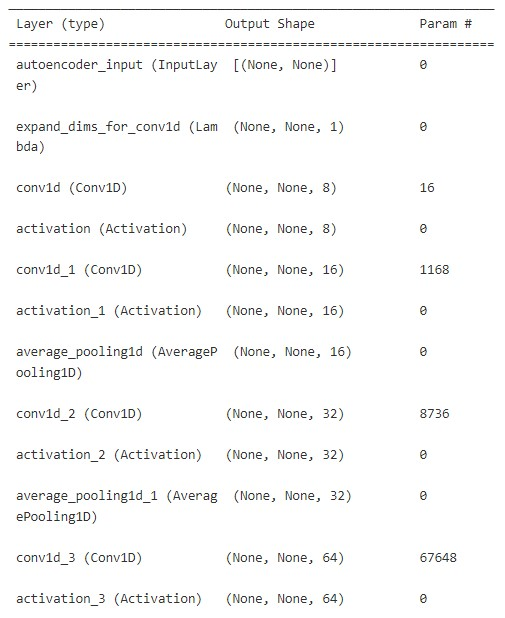 Layer (type) Output Shape Param #
=================================================================
autoencoder_input (InputLay [(None, None)] 0
er)
expand_dims_for_conv1d (Lam (None, None, 1) 0
bda)
conv1d (Conv1D) (None, None, 8) 16
activation (Activation) (None, None, 8) 0
conv1d_1 (Conv1D) (None, None, 16) 1168
activation_1 (Activation) (None, None, 16) 0
average_pooling1d (AverageP (None, None, 16) 0
ooling1D)
conv1d_2 (Conv1D) (None, None, 32) 8736
activation_2 (Activation) (None, None, 32) 0
average_pooling1d_1 (Averag (None, None, 32) 0
ePooling1D)
conv1d_3 (Conv1D) (None, None, 64) 67648
activation_3 (Activation) (None, None, 64) 0